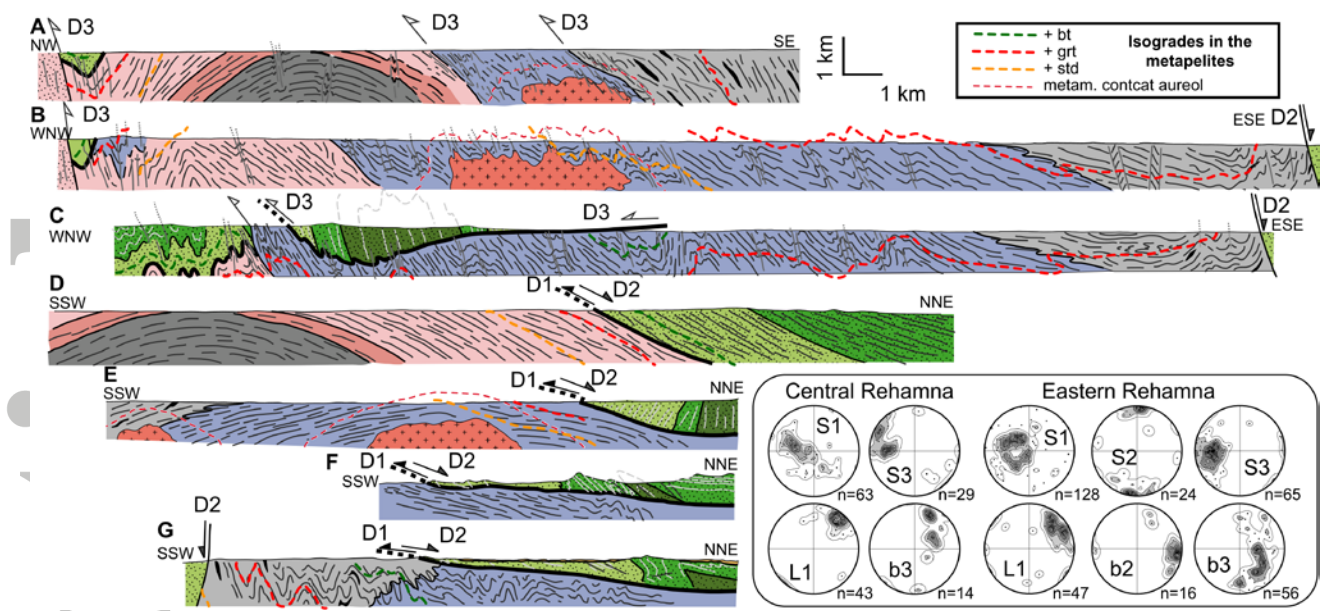 A
NW
D3
D3
D3
SE
1 km
1 km
+ bt
+ grt
+ std
metam. contcat aureol
Isogrades in the
metapelites
B
WNW
D3
ESE
D2
C
WNW
D3
D3
D2
ESE
D
SSW
D1
D2
NNE
E
SSW
D1
D2
NNE
F
SSW
D1
D2
NNE
G
SSW
D2
D1
D2
NNE
Central Rehamna
Eastern Rehamna
S1
n=63
S3
n=29
S1
n=128
S2
n=24
S3
n=65
L1
n=43
b3
n=14
L1
n=47
b2
n=16
b3
n=56